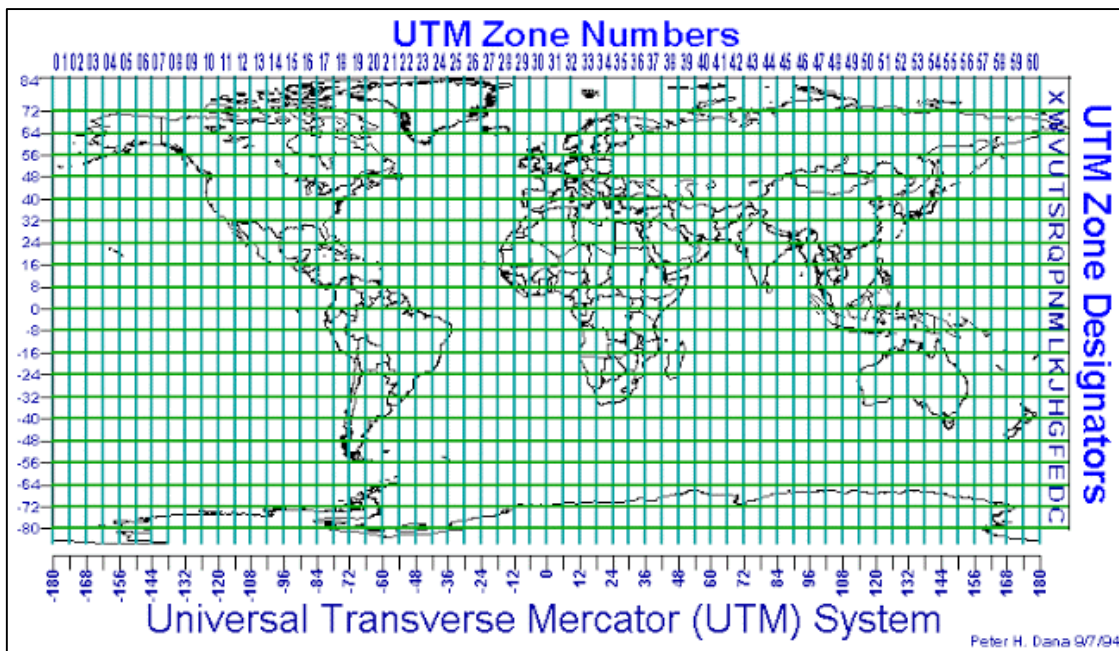 UTM Zone Numbers
01 02 03 04 05 06 07 08 09 10 11 12 13 14 15 16 17 18 19 20 21 22 23 24 25 26 27 28 29 30 31 32 33 34 35 36 37 38 39 40 41 42 43 44 45 46 47 48 49 50 51 52 53 54 55 56 57 58 59 60
84
72
64
56
48
40
32
24
16
8
0
-8
-16
-24
-32
-40
-48
-56
-64
-72
-80
X
W
V
U
T
S
R
Q
P
N
M
L
K
J
H
G
F
E
D
C
UTM Zone Designators
-180 -168 -156 -144 -132 -120 -108 -96 -84 -72 -60 -48 -36 -24 -12 0 12 24 36 48 60 72 84 96 108 120 132 144 156 168 180
Universal Transverse Mercator (UTM) System
Peter H. Dana 9/7/94